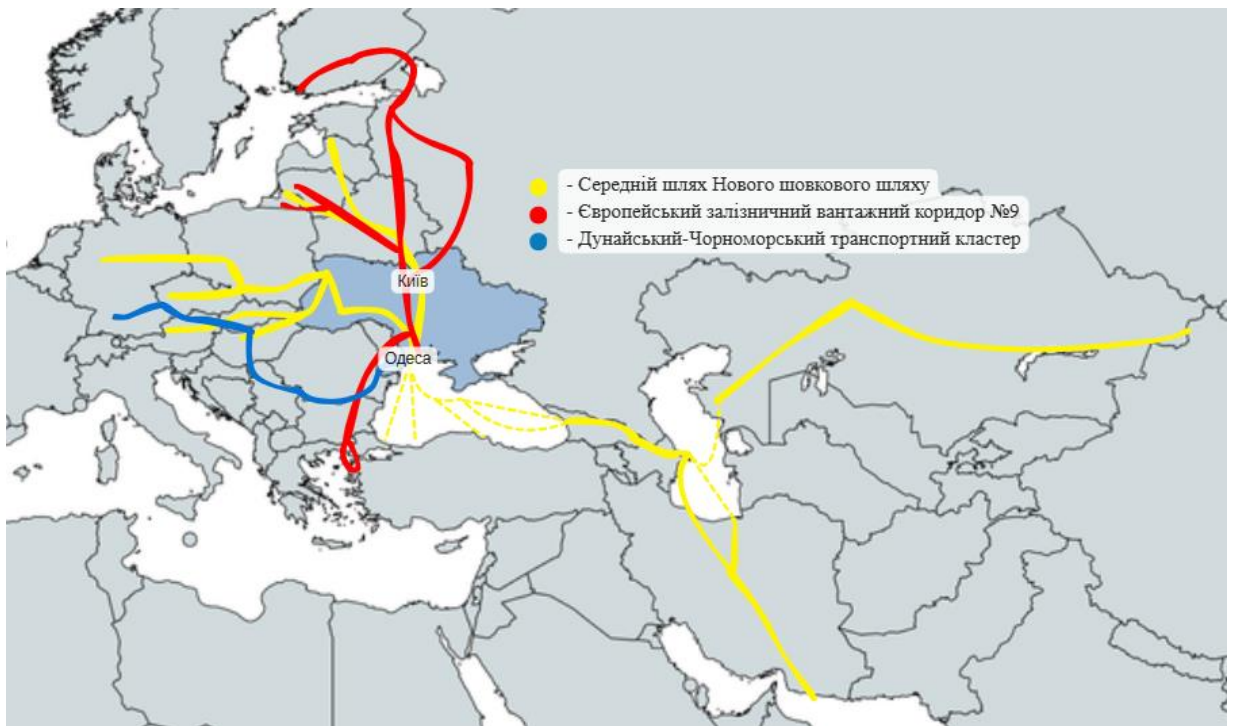 - Середній шлях Нового шовкового шляху
- Європейський залізничний вантажний коридор №9
- Дунайський-Чорноморський транспортний кластер
Київ
Одеса